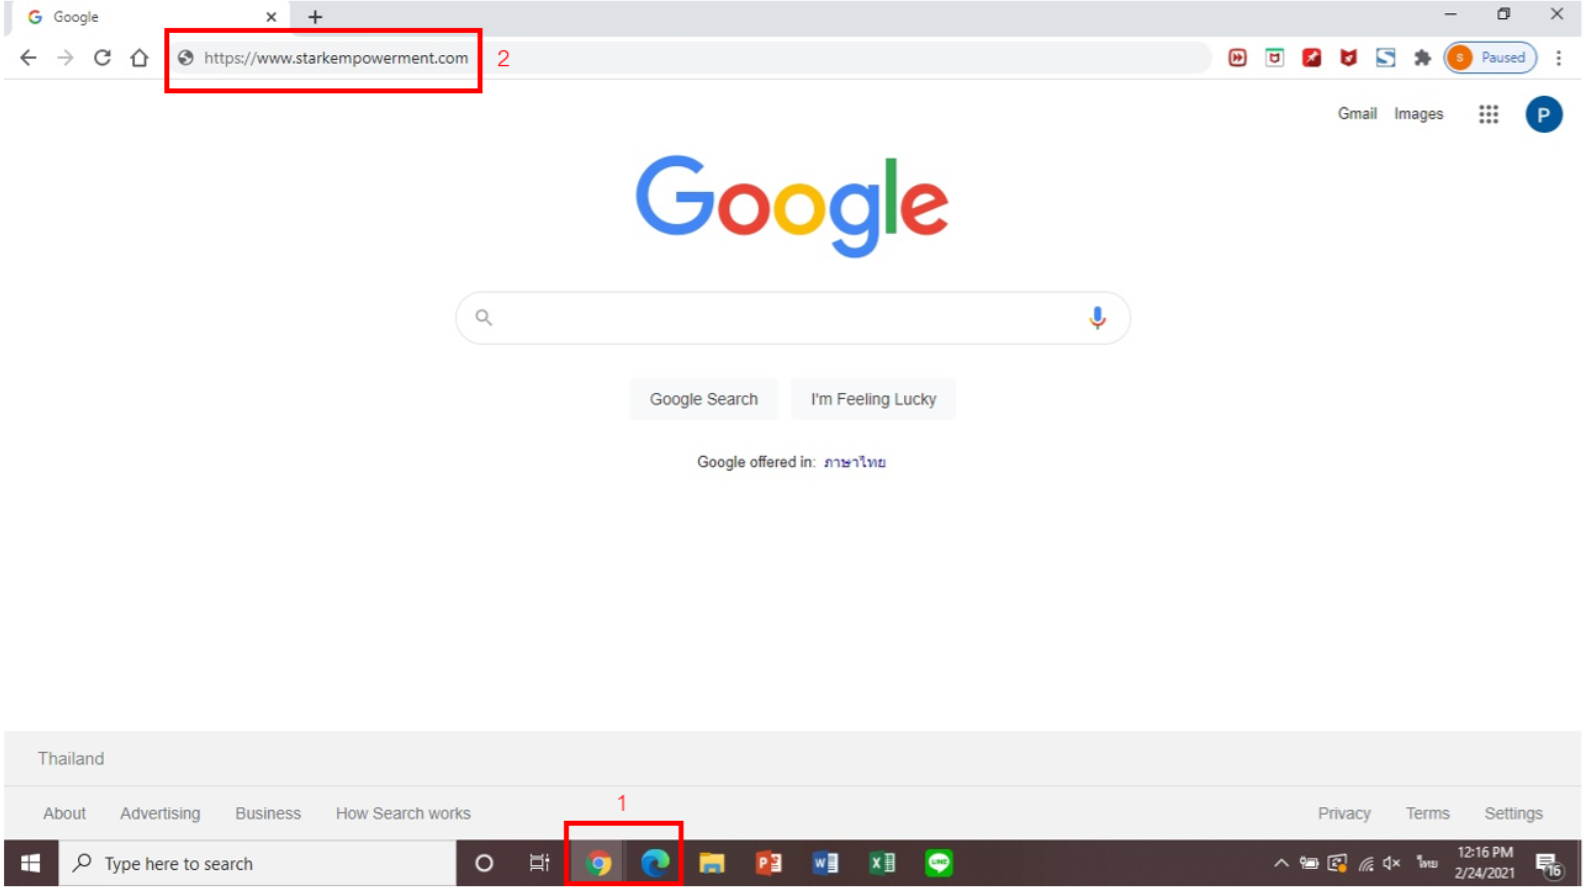 Google
https://www.starkempowerment.com
2
S Paused
Gmail Images
P
Google
Google Search I'm Feeling Lucky
Google offered in: ภาษาไทย
Thailand
About Advertising Business How Search works
1
Privacy Terms Settings
Type here to search
LINE
ไทย
12:16 PM
2/24/2021
16